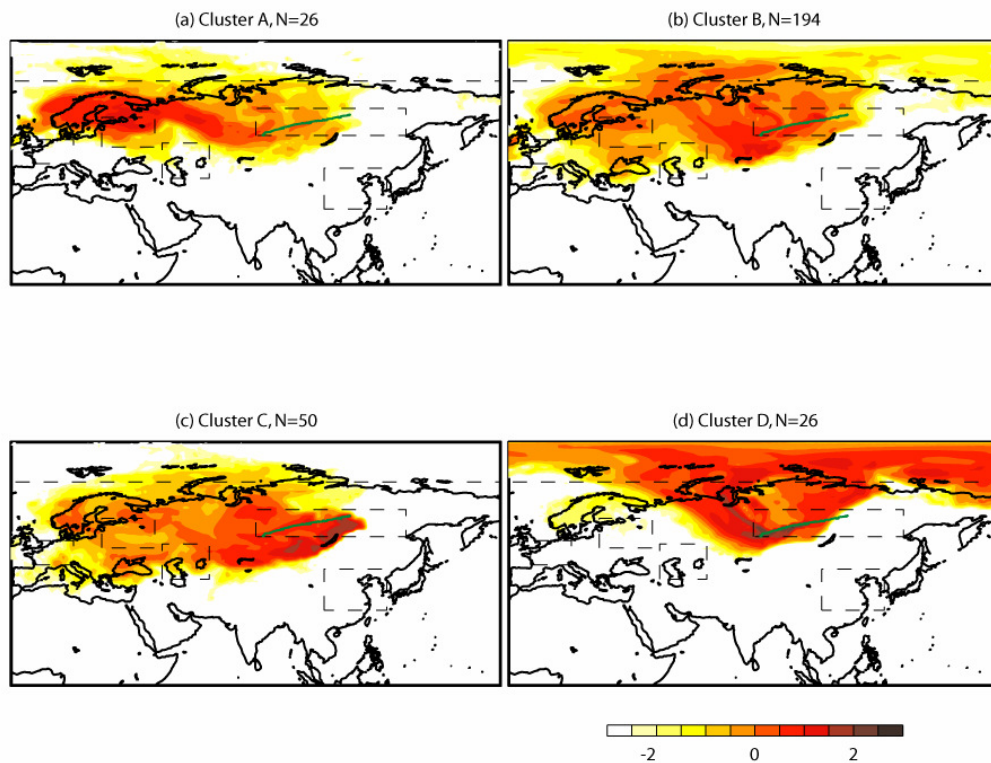 (a) Cluster A, N=26
(b) Cluster B, N=194
(c) Cluster C, N=50
(d) Cluster D, N=26
-2 0 2